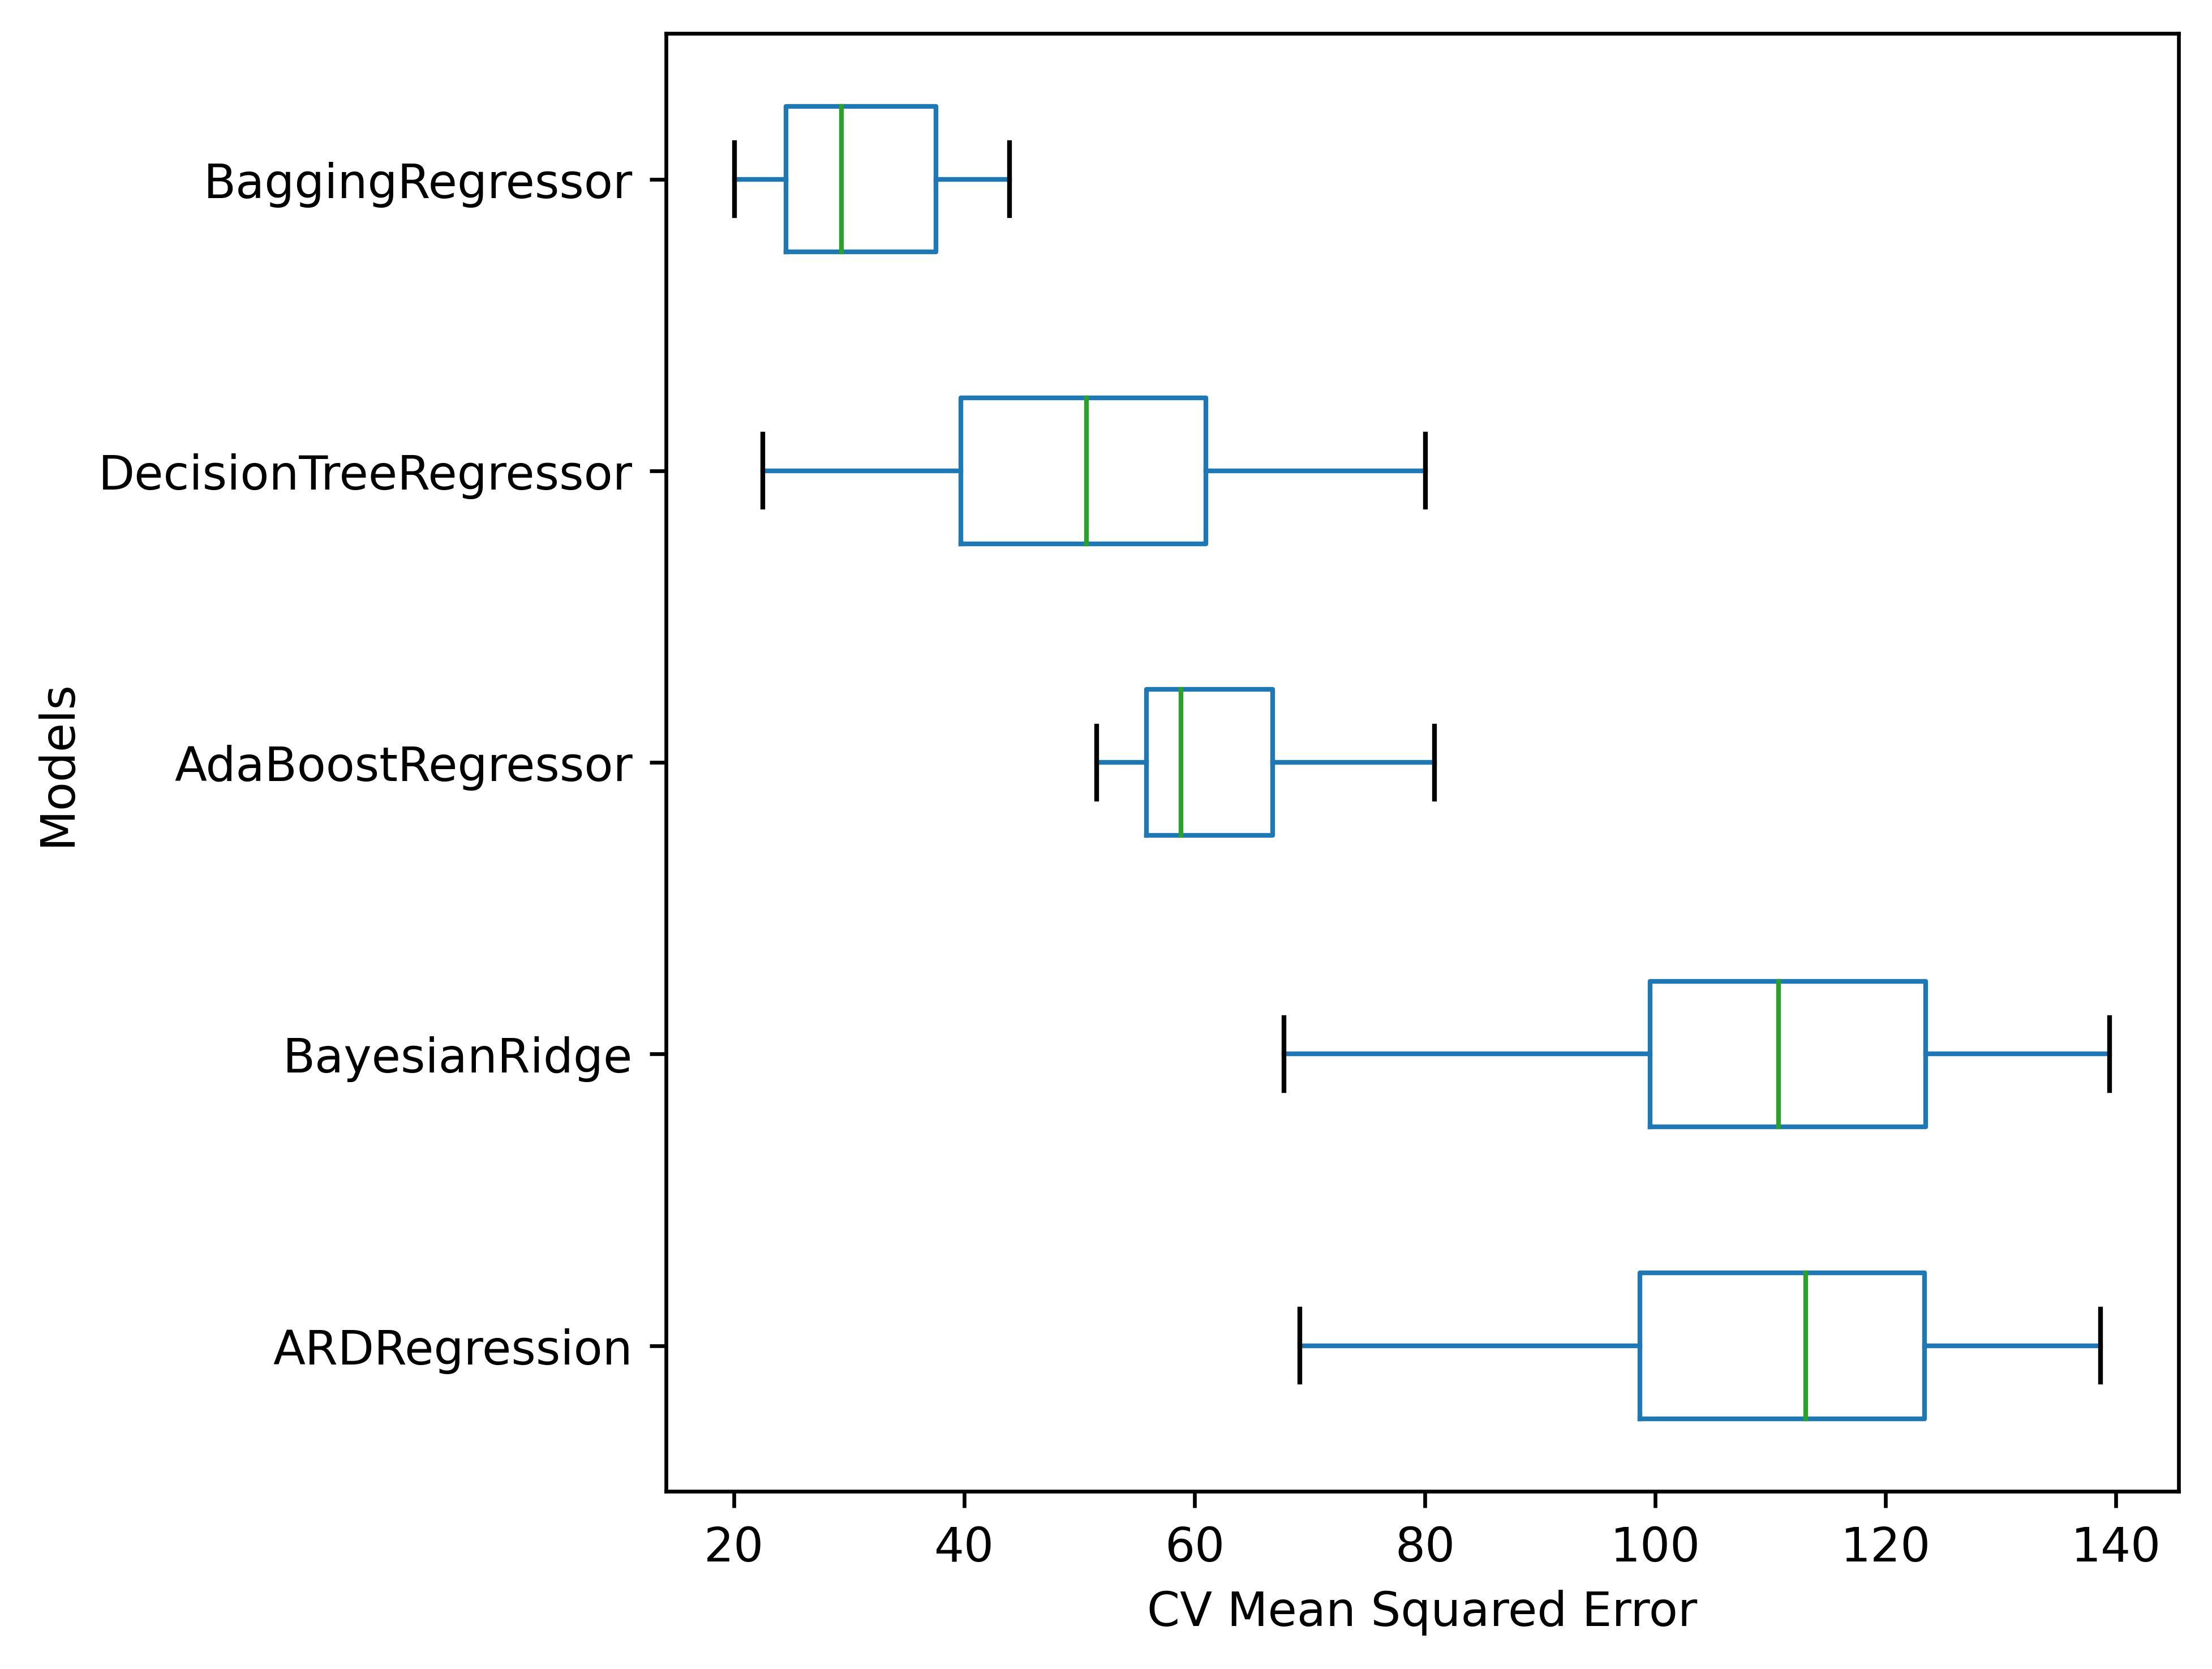 BaggingRegressor
DecisionTreeRegressor
AdaBoostRegressor
BayesianRidge
ARDRegression
Models
20 40 60 80 100 120 140
CV Mean Squared Error